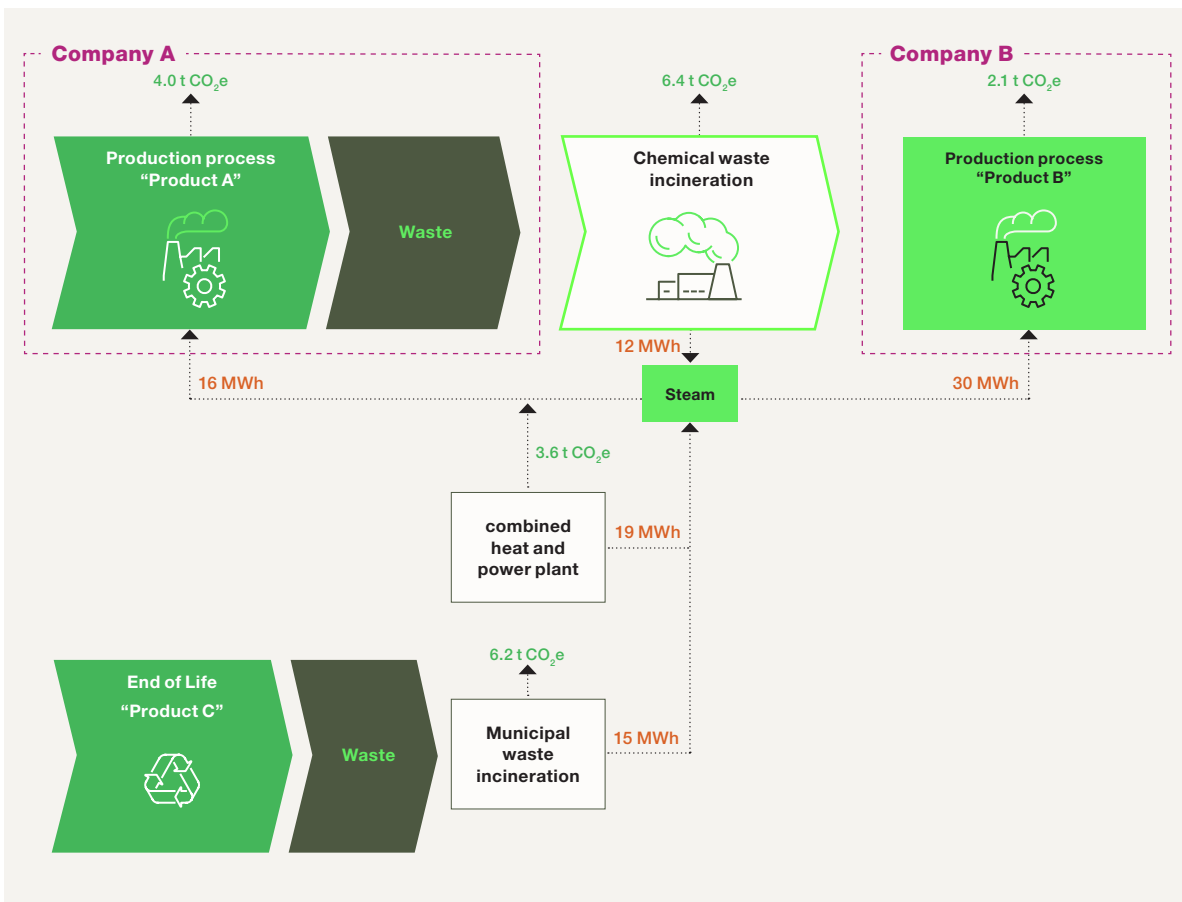 Company A
Company B
4.0 t CO₂e
6.4 t CO₂e
2.1 t CO₂e
Production process
“Product A”
Waste
Chemical waste
incineration
Production process
“Product B”
12 MWh
16 MWh
Steam
30 MWh
3.6 t CO₂e
combined
heat and
power plant
19 MWh
6.2 t CO₂e
End of Life
“Product C”
Waste
Municipal
waste
incineration
15 MWh